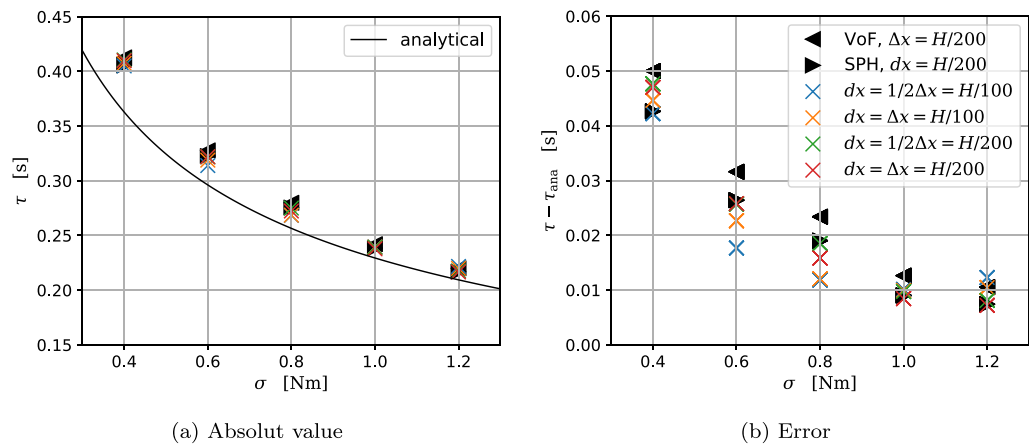 0.45
0.40
0.35
0.30
0.25
0.20
0.15
τ [s]
0.4 0.6 0.8 1.0 1.2
σ [Nm]
analytical
(a) Absolut value
0.06
0.05
0.04
0.03
0.02
0.01
0.00
τ − τana [s]
0.4 0.6 0.8 1.0 1.2
σ [Nm]
VoF, Δx = H/200
SPH, dx = H/200
dx = 1/2Δx = H/100
dx = Δx = H/100
dx = 1/2Δx = H/200
dx = Δx = H/200
(b) Error